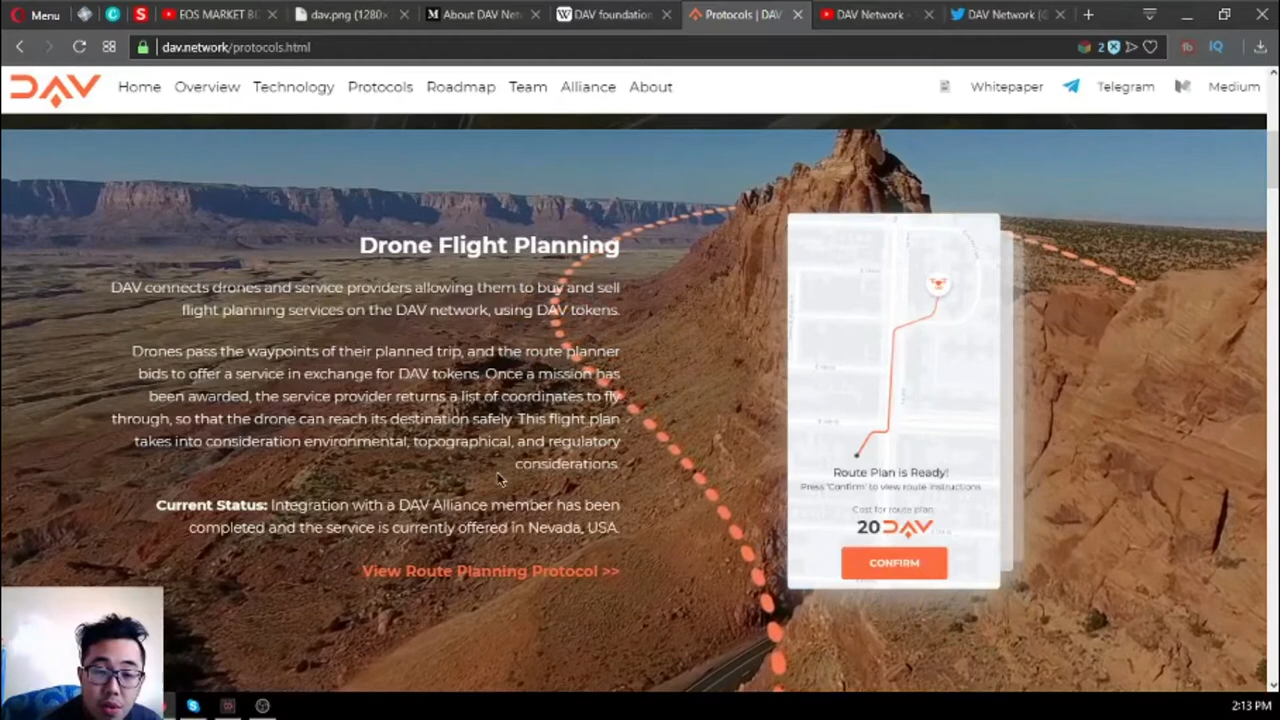 Menu
EOS MARKET B
dav.png (1280×
About DAV Net
DAV foundation
Protocols | DAV
DAV Network -
DAV Network (
dav.network/protocols.html
2
DAV
Home
Overview
Technology
Protocols
Roadmap
Team
Alliance
About
Whitepaper
Telegram
Medium
Drone Flight Planning
DAV connects drones and service providers allowing them to buy and sell
flight planning services on the DAV network, using DAV tokens.
Drones pass the waypoints of their planned trip, and the route planner
bids to offer a service in exchange for DAV tokens. Once a mission has
been awarded, the service provider returns a list of coordinates to fly
through, so that the drone can reach its destination safely. This flight plan
takes into consideration environmental, topographical, and regulatory
considerations.
Current Status: Integration with a DAV Alliance member has been
completed and the service is currently offered in Nevada, USA.
View Route Planning Protocol >>
Route Plan is Ready!
Press 'Confirm' to view route instructions
Cost for route plan
20 DAV
CONFIRM
2:13 PM